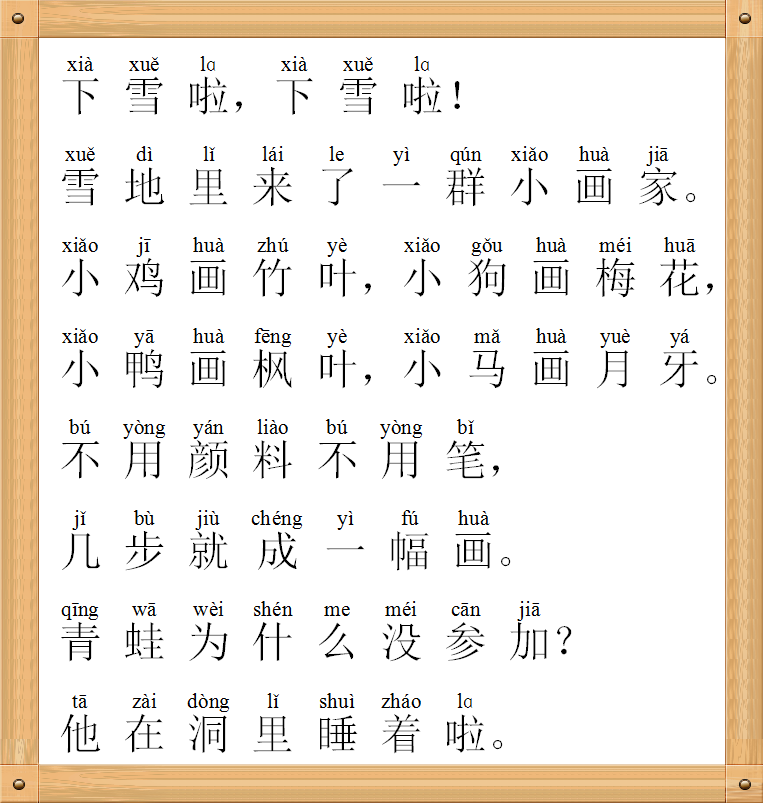 xià xuě lɑ xià xuě lɑ
下雪啦，下雪啦！
xuě dì lǐ lái le yì qún xiǎo huà jiā
雪地里来了一群小画家。
xiǎo jī huà zhú yè xiǎo gǒu huà méi huā
小鸡画竹叶，小狗画梅花，
xiǎo yā huà fēng yè xiǎo mǎ huà yuè yá
小鸭画枫叶，小马画月牙。
bú yòng yán liào bú yòng bǐ
不用颜料不用笔，
jǐ bù jiù chéng yì fú huà
几步就成一幅画。
qīng wā wèi shén me méi cān jiā
青蛙为什么没参加？
tā zài dòng lǐ shuì zháo lɑ
他在洞里睡着啦。